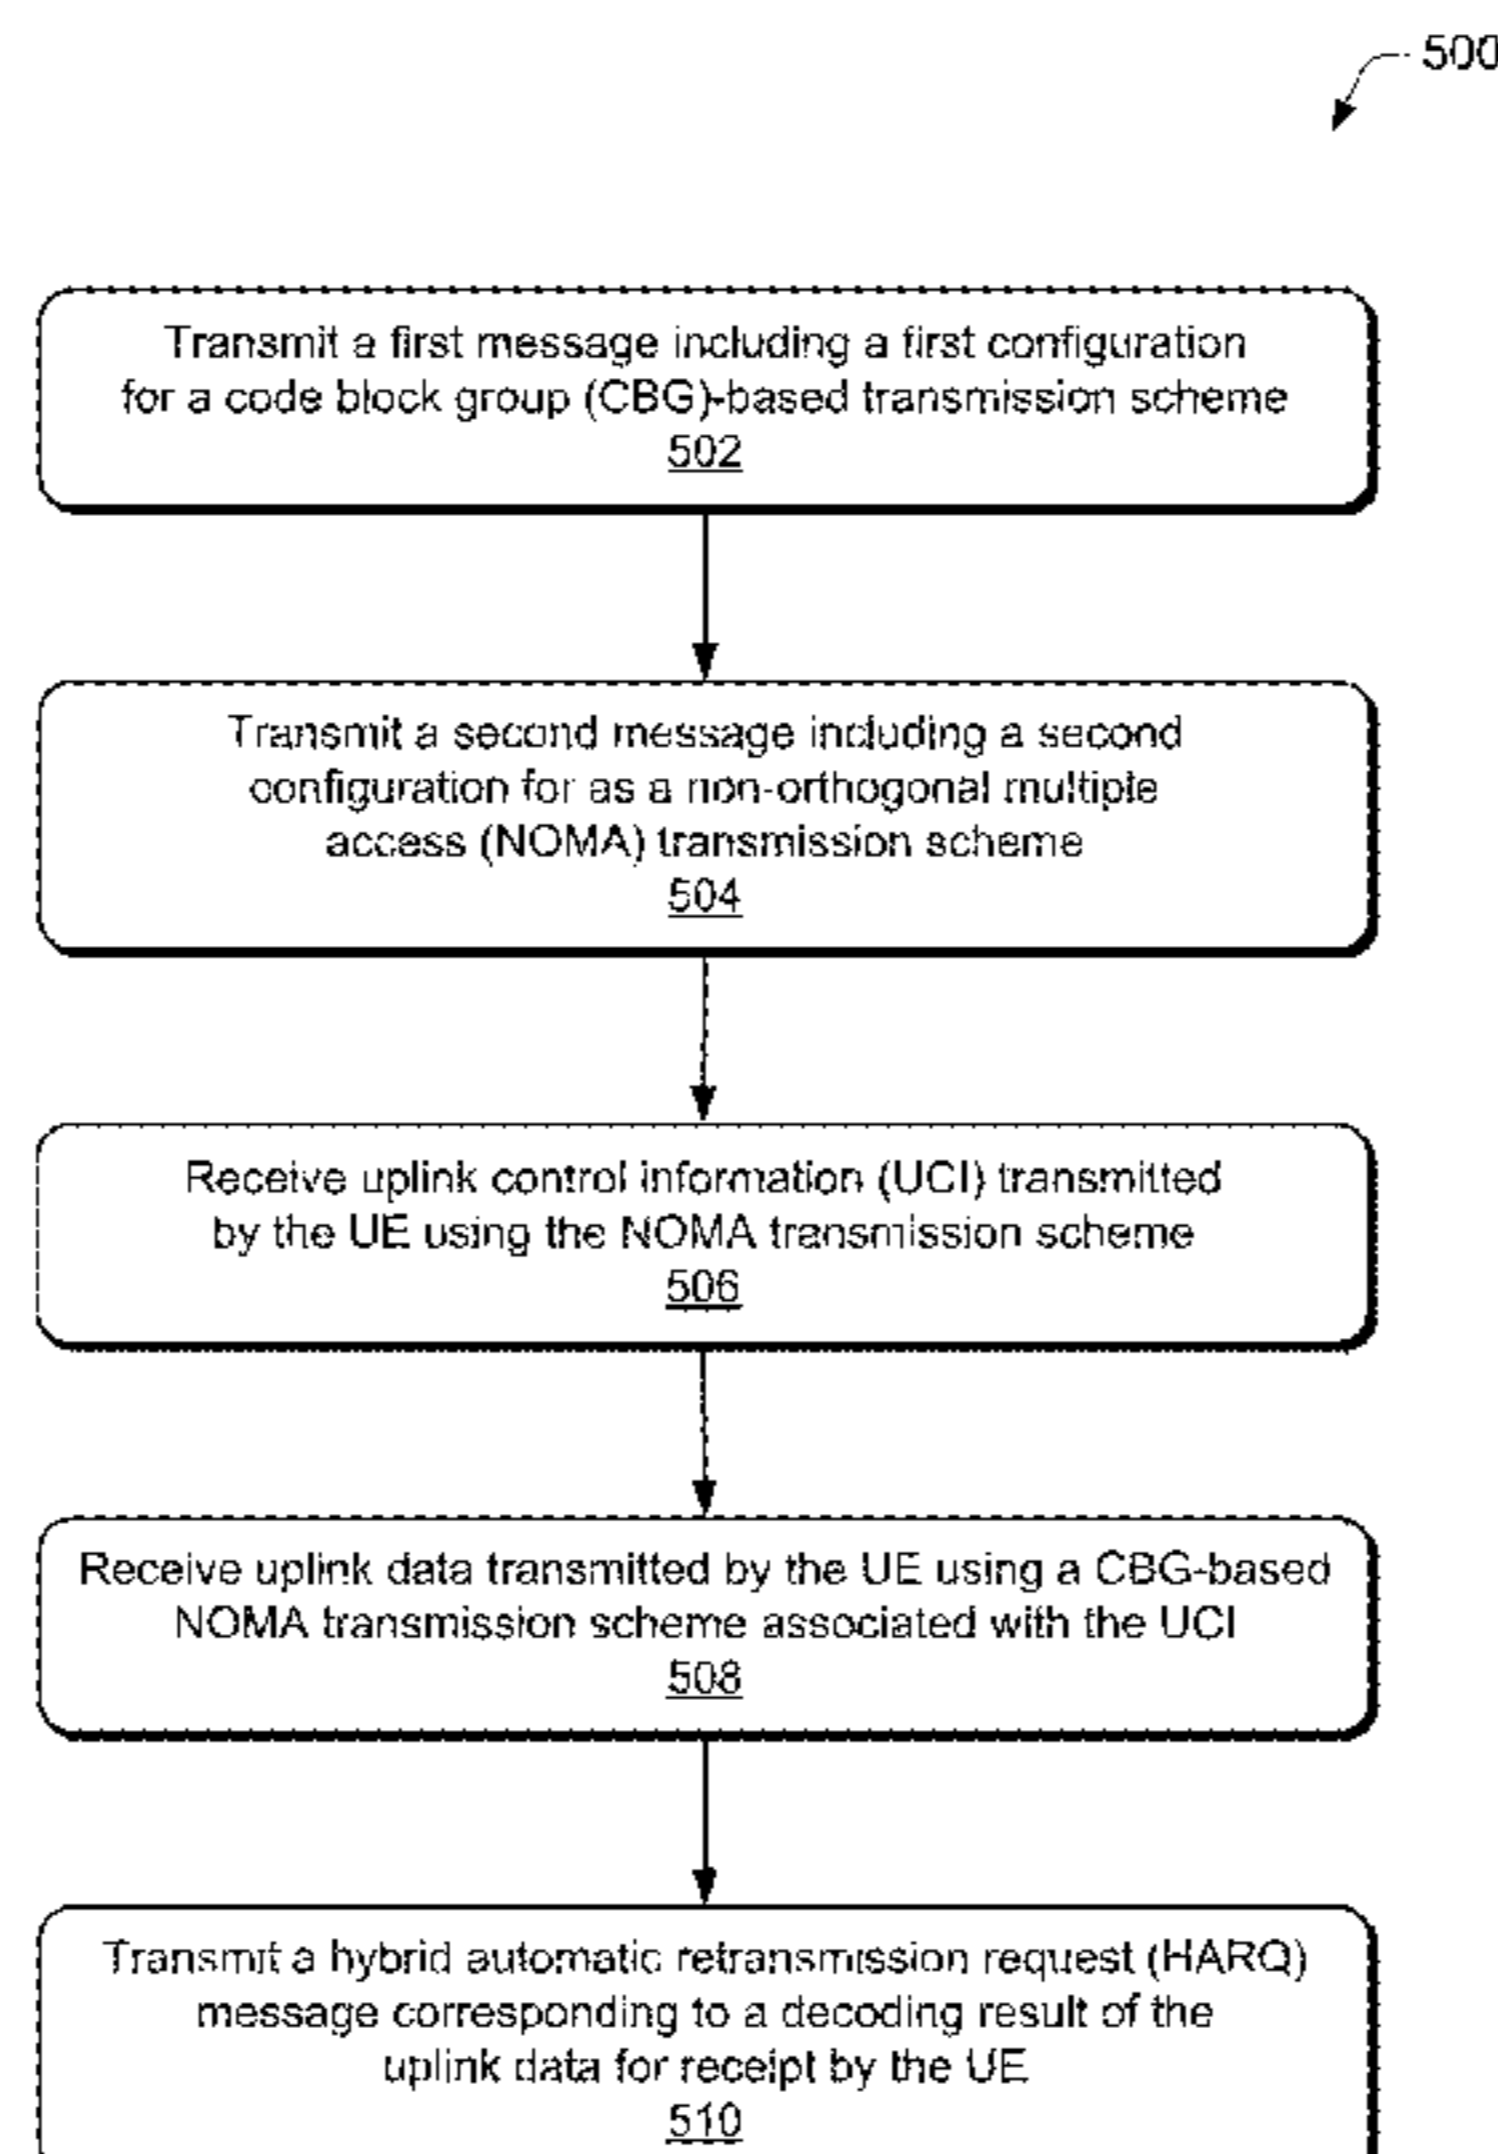 500
Transmit a first message including a first configuration
for a code block group (CBG)-based transmission scheme
502
Transmit a second message including a second
configuration for as a non-orthogonal multiple
access (NOMA) transmission scheme
504
Receive uplink control information (UCI) transmitted
by the UE using the NOMA transmission scheme
506
Receive uplink data transmitted by the UE using a CBG-based
NOMA transmission scheme associated with the UCI
508
Transmit a hybrid automatic retransmission request (HARQ)
message corresponding to a decoding result of the
uplink data for receipt by the UE
510